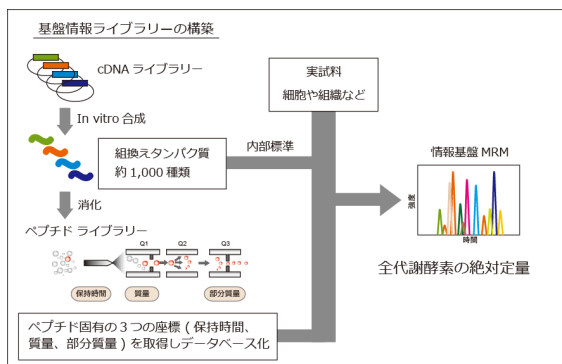 基盤情報ライブラリーの構築
cDNA ライブラリー
In vitro 合成
組換えタンパク質
約 1,000 種類
消化
ペプチド ライブラリー
Q1
Q2
Q3
保持時間
質量
部分質量
ペプチド固有の３つの座標 ( 保持時間、
質量、部分質量 ) を取得しデータベース化
実試料
細胞や組織など
内部標準
情報基盤 MRM
強度
時間
全代謝酵素の絶対定量